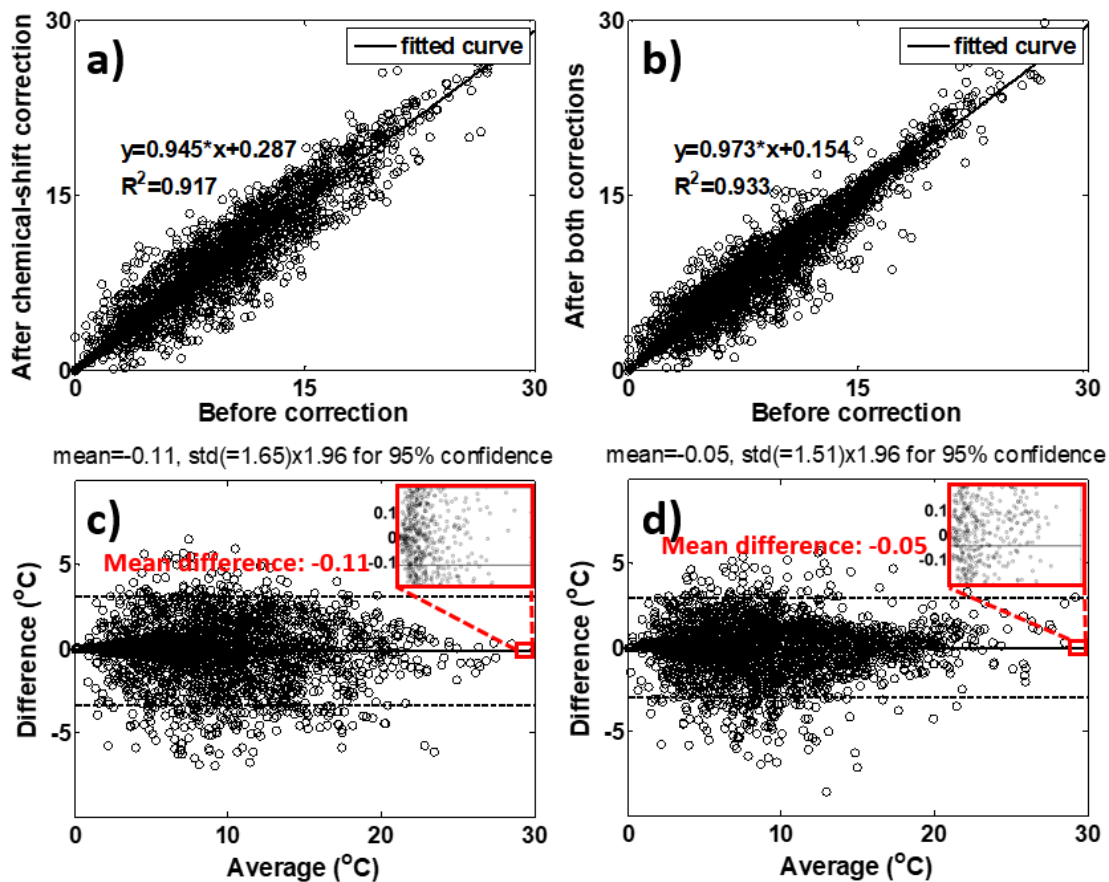 a)
30
15
0
After chemical-shift correction
fitted curve
y=0.945*x+0.287
R²=0.917
0
15
30
Before correction
b)
30
15
0
After both corrections
fitted curve
y=0.973*x+0.154
R²=0.933
0
15
30
Before correction
mean=-0.11, std(=1.65)x1.96 for 95% confidence
c)
5
0
-5
Difference (°C)
Mean difference: -0.11
0.1
0
-0.1
0
10
20
30
Average (°C)
mean=-0.05, std(=1.51)x1.96 for 95% confidence
d)
5
0
-5
Difference (°C)
Mean difference: -0.05
0.1
0
-0.1
0
10
20
30
Average (°C)